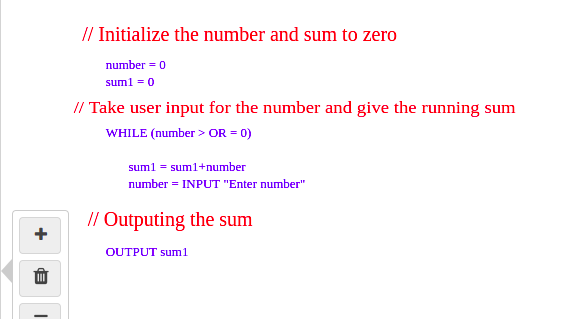 // Initialize the number and sum to zero
number = 0
sum1 = 0
// Take user input for the number and give the running sum
WHILE (number > OR = 0)
sum1 = sum1+number
number = INPUT "Enter number"
// Outputing the sum
OUTPUT sum1